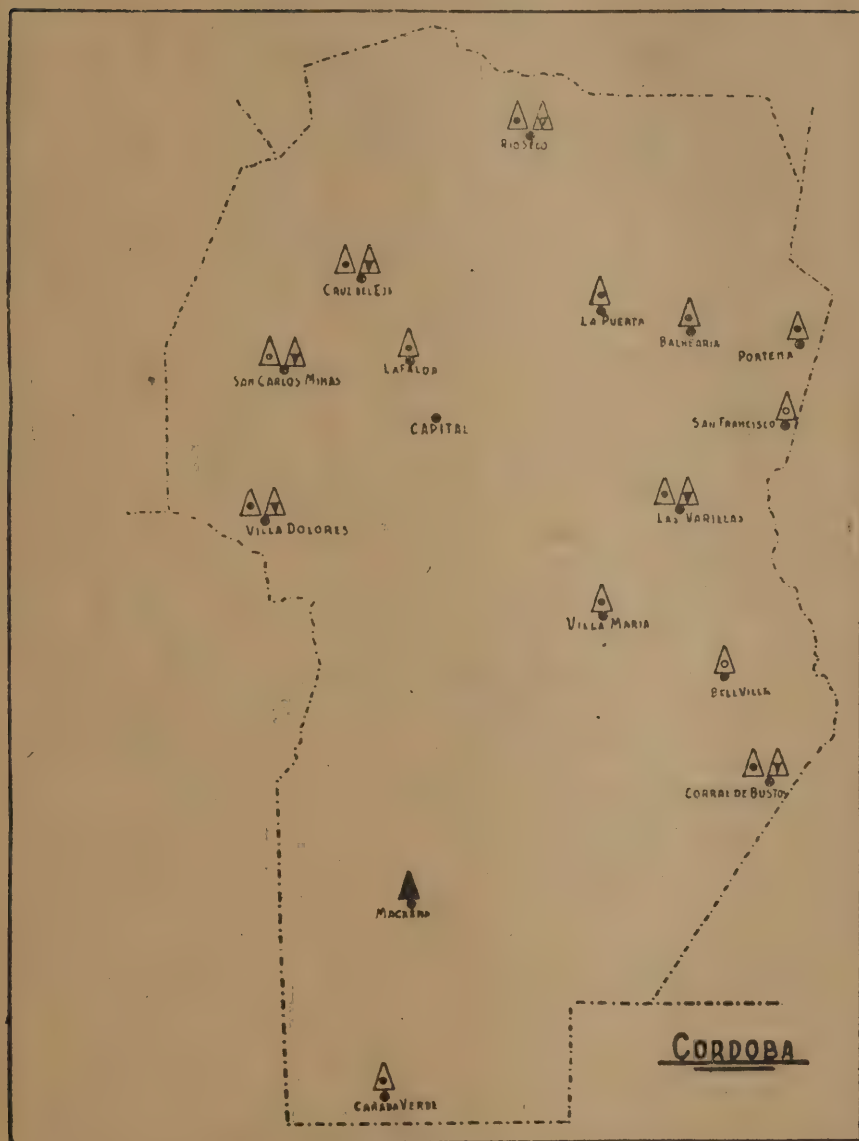 RIO SECO
CRUZ DEL EJE
LA PUERTA
BALNEARIA
PORTEÑA
SAN CARLOS MINAS
LA FALDA
SAN FRANCISCO
CAPITAL
LAS VARILLAS
VILLA DOLORES
VILLA MARIA
BELL VILLE
CORRAL DE BUSTOS
MACKENA
CORDOBA
CAÑADA VERDE